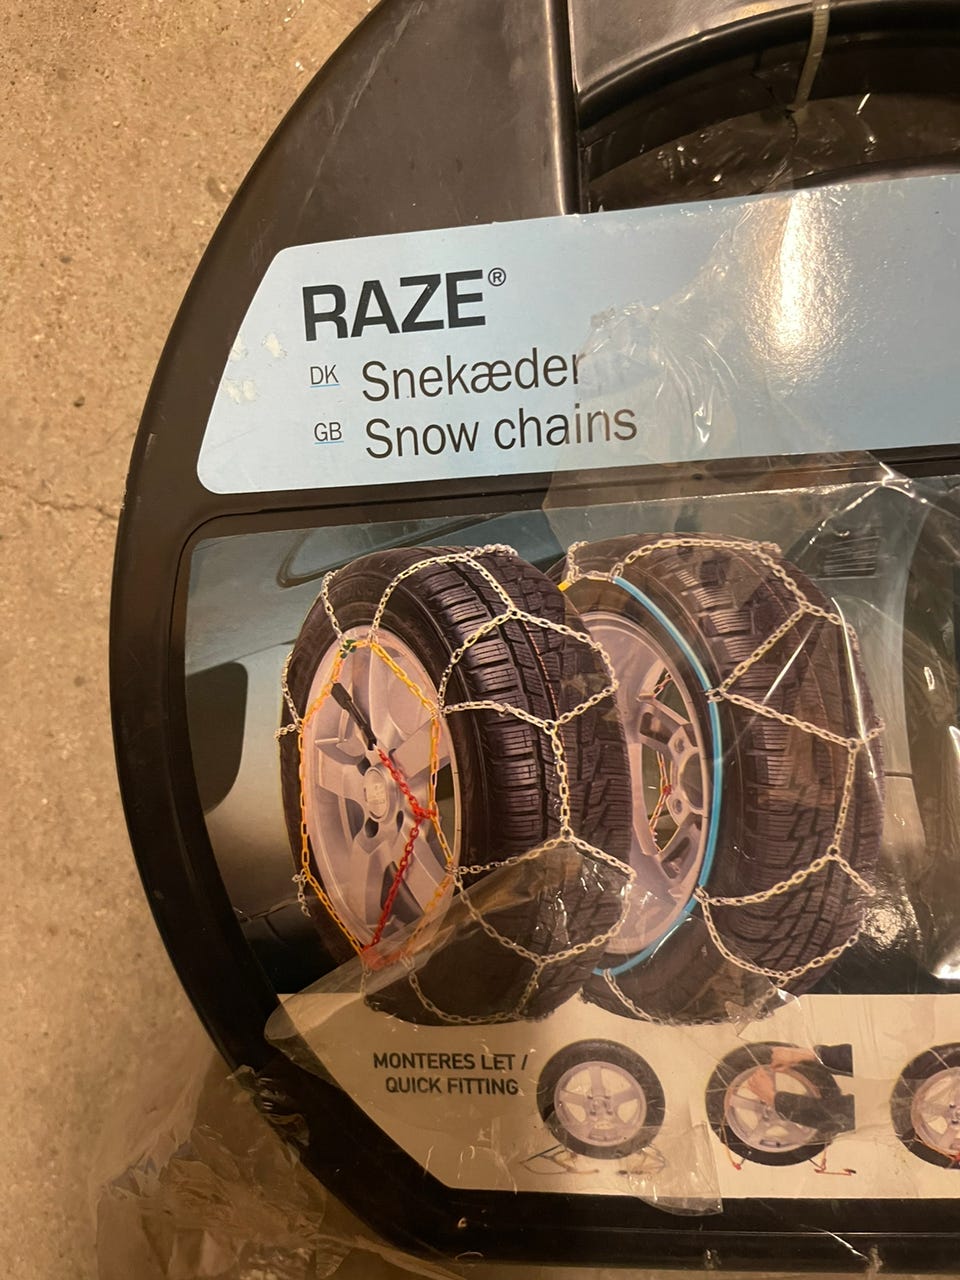 RAZE®
DK Snekæder
GB Snow chains
MONTERES LET /
QUICK FITTING